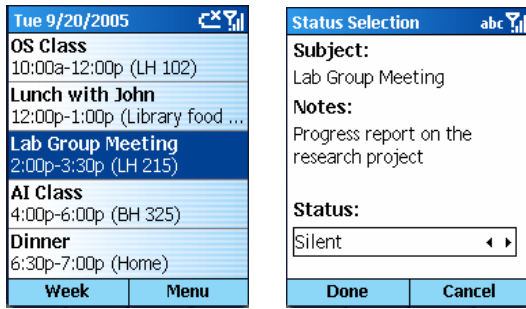 Tue 9/20/2005
OS Class
10:00a-12:00p (LH 102)
Lunch with John
12:00p-1:00p (Library food ...
Lab Group Meeting
2:00p-3:30p (LH 215)
AI Class
4:00p-6:00p (BH 325)
Dinner
6:30p-7:00p (Home)
Week Menu
Status Selection abc
Subject:
Lab Group Meeting
Notes:
Progress report on the
research project
Status:
Silent
Done Cancel